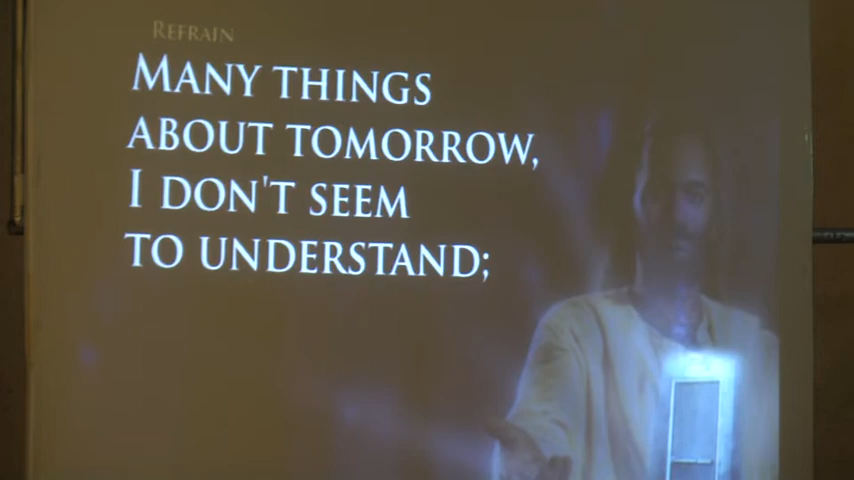 REFRAIN
MANY THINGS
ABOUT TOMORROW,
I DON'T SEEM
TO UNDERSTAND;